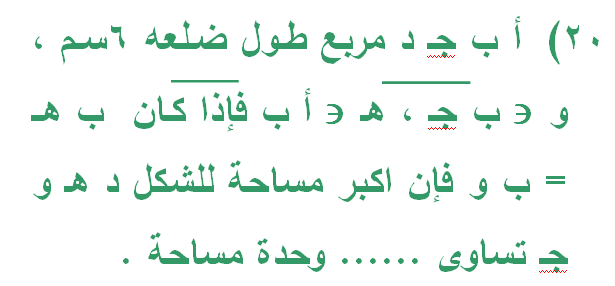 ٢٠) أ ب جـ د مربع طول ضلعه ٦سم ،
و ∈ ب جـ ، هـ ∈ أ ب فإذا كان ب هـ
= ب و فإن اكبر مساحة للشكل د هـ و
جـ تساوى ...... وحدة مساحة .